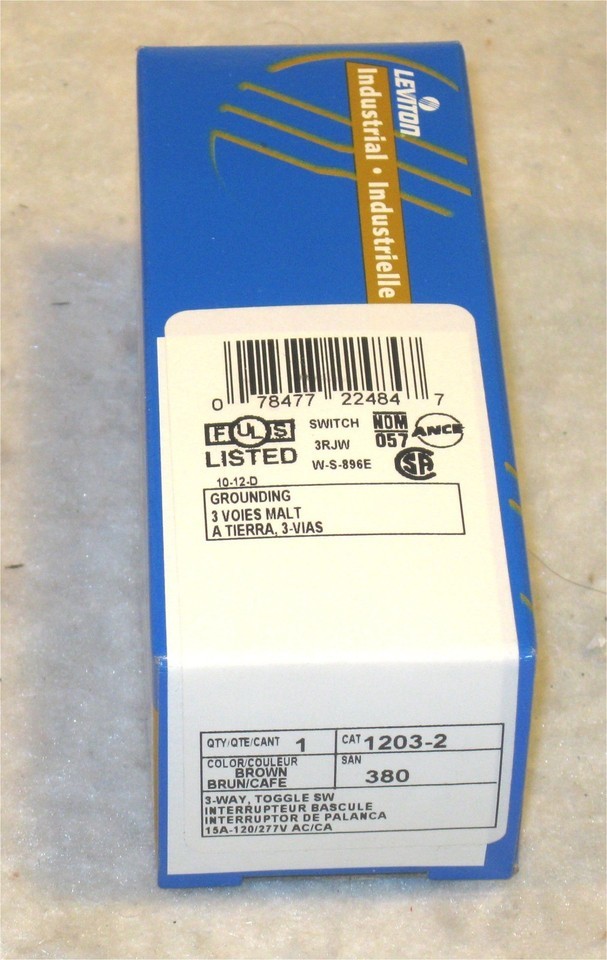 LEVITON
Industrial • Industrielle
0 78477 22484 7
F UL S
LISTED
SWITCH
3RJW
W-S-896E
NOM
057
ANCE
SA
10-12-D
GROUNDING
3 VOIES MALT
A TIERRA, 3-VIAS
QTY/QTE/CANT 1
CAT 1203-2
COLOR/COULEUR
BROWN
BRUN/CAFE
SAN
380
3-WAY, TOGGLE SW
INTERRUPTEUR BASCULE
INTERRUPTOR DE PALANCA
15A-120/277V AC/CA